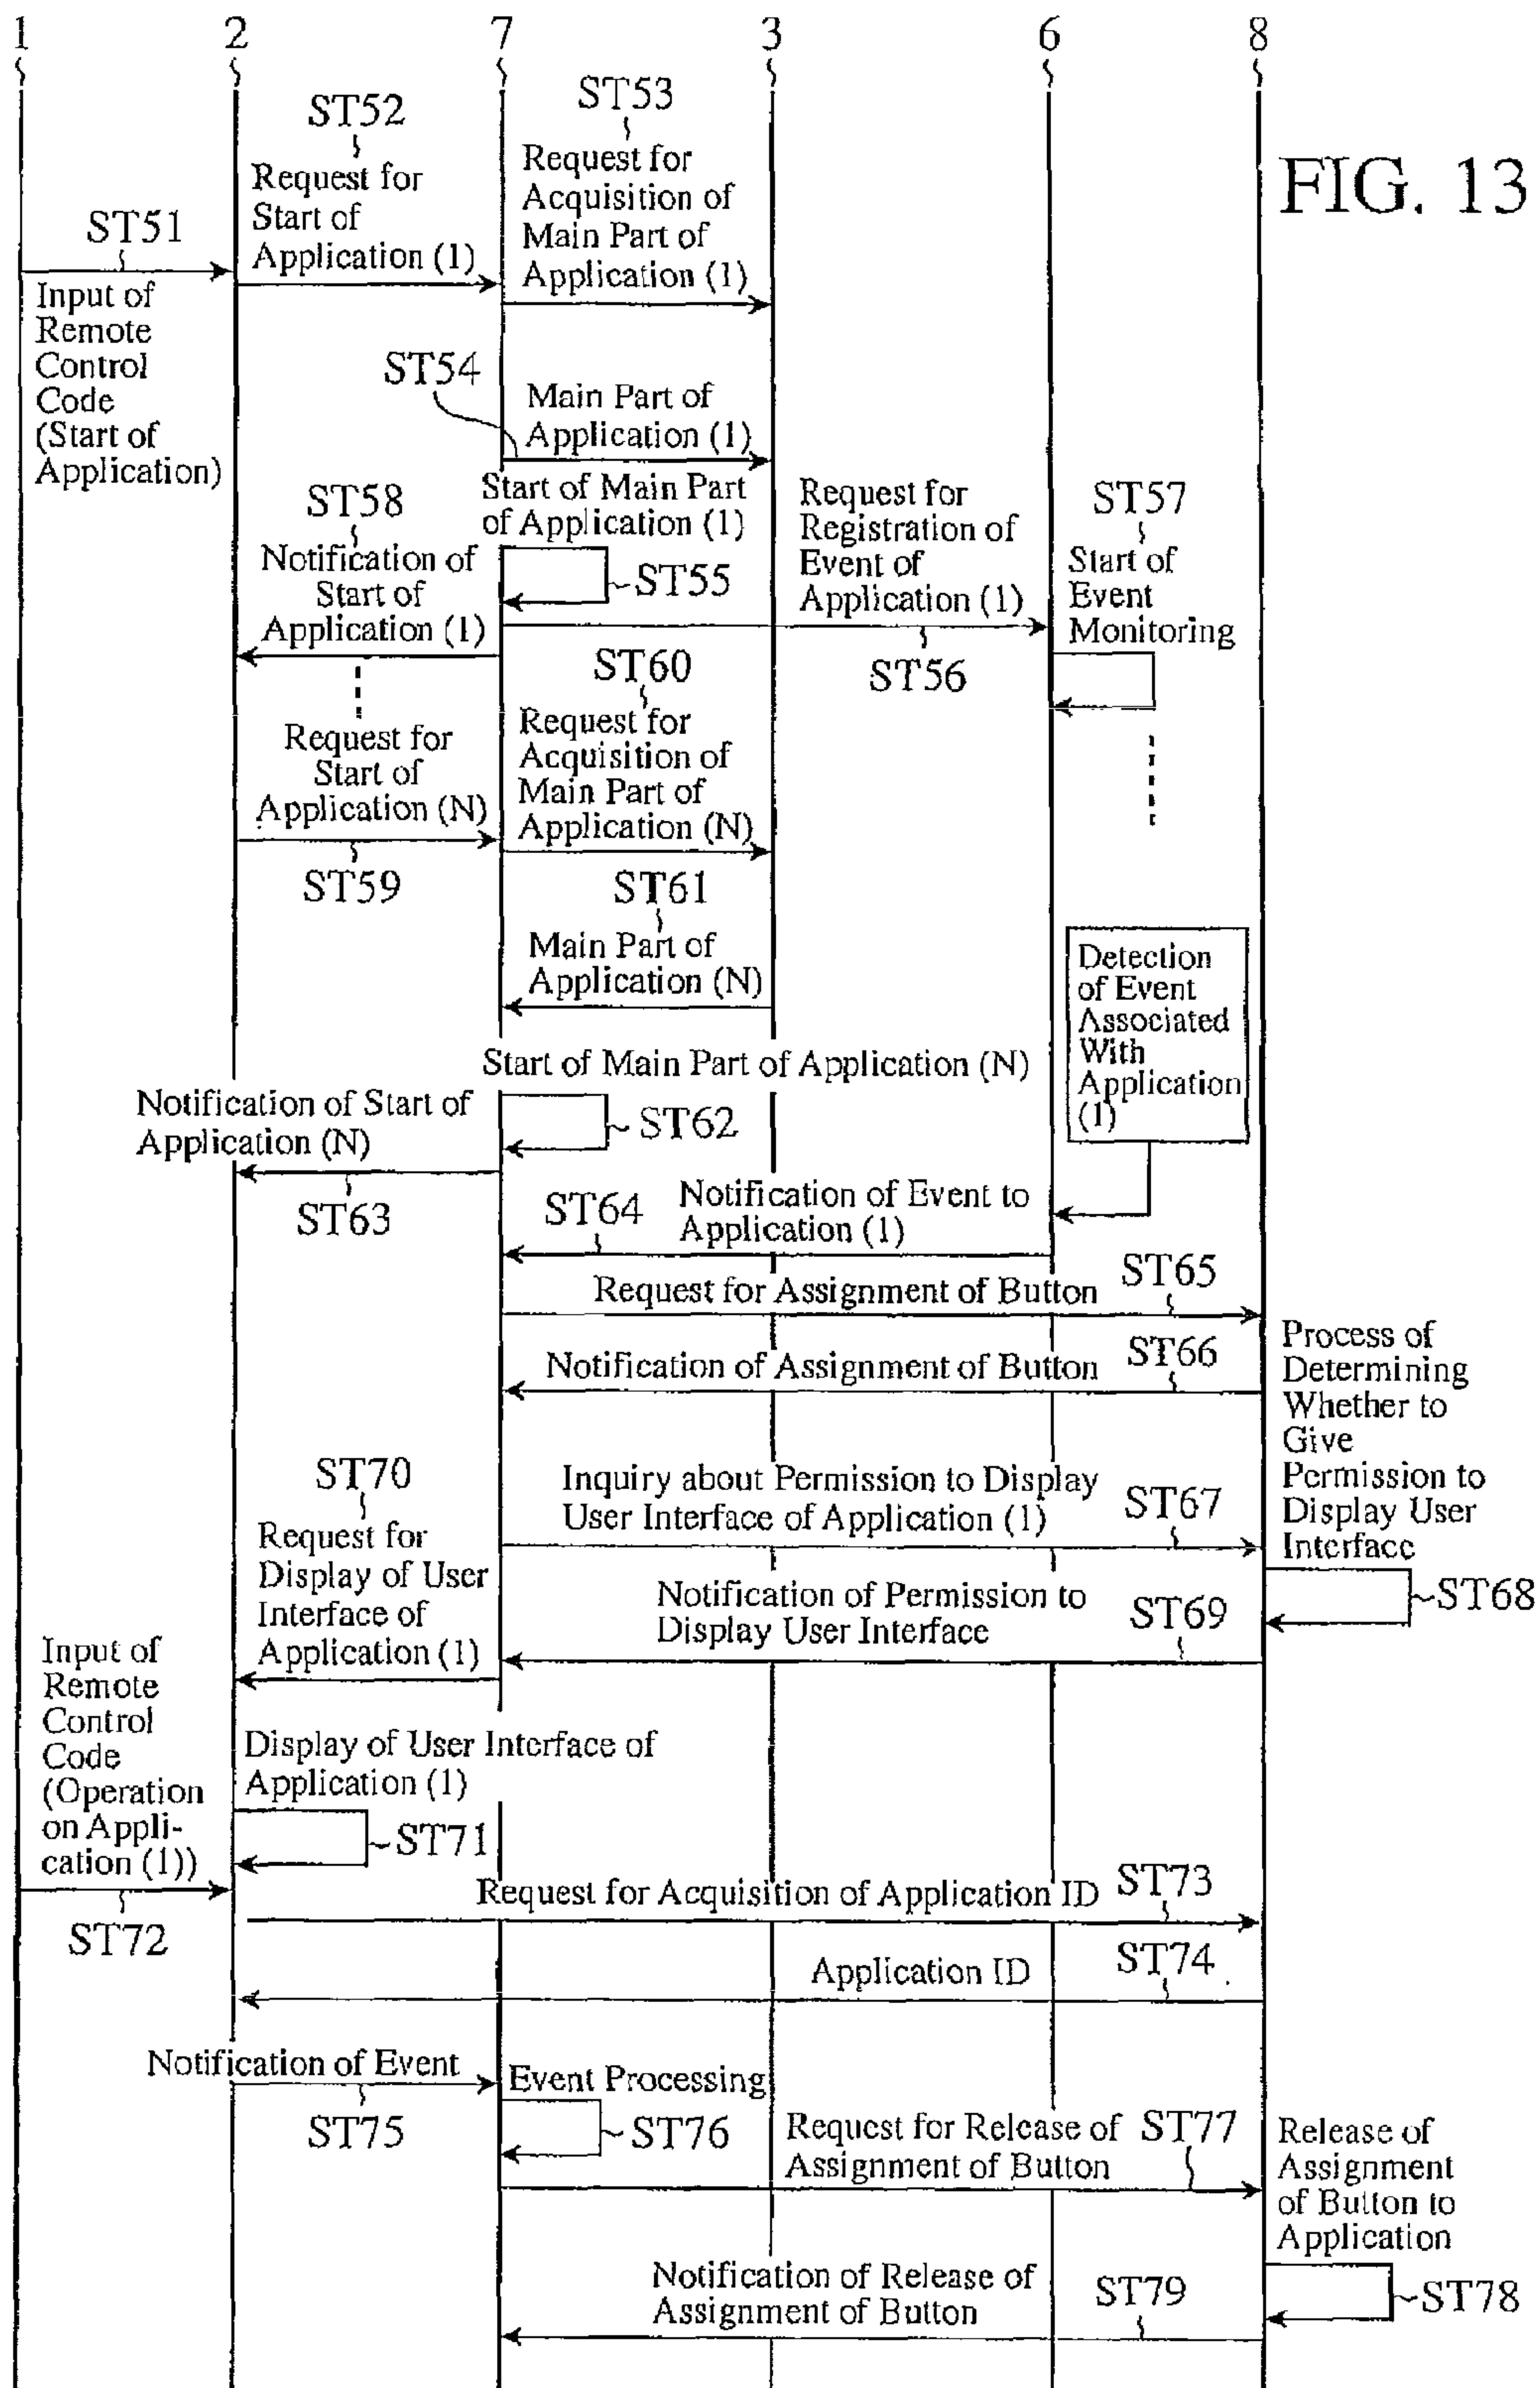 1
2
7
3
6
8
FIG. 13
ST51
Input of
Remote
Control
Code
(Start of
Application)
ST52
Request for
Start of
Application (1)
ST53
Request for
Acquisition of
Main Part of
Application (1)
ST54
Main Part of
Application (1)
Start of Main Part
of Application (1)
ST55
Request for
Registration of
Event of
Application (1)
ST56
ST57
Start of
Event
Monitoring
ST58
Notification of
Start of
Application (1)
Request for
Start of
Application (N)
ST59
ST60
Request for
Acquisition of
Main Part of
Application (N)
ST61
Main Part of
Application (N)
Start of Main Part of Application (N)
ST62
Notification of Start of
Application (N)
ST63
Detection
of Event
Associated
With
Application
(1)
ST64
Notification of Event to
Application (1)
Request for Assignment of Button
ST65
Notification of Assignment of Button
ST66
Inquiry about Permission to Display
User Interface of Application (1)
ST67
Process of
Determining
Whether to
Give
Permission to
Display User
Interface
ST68
Notification of Permission to
Display User Interface
ST69
ST70
Request for
Display of User
Interface of
Application (1)
Display of User Interface of
Application (1)
ST71
Input of
Remote
Control
Code
(Operation
on Appli-
cation (1))
ST72
Request for Acquisition of Application ID
ST73
Application ID
ST74
Notification of Event
ST75
Event Processing
ST76
Request for Release of
Assignment of Button
ST77
Release of
Assignment
of Button to
Application
ST78
Notification of Release of
Assignment of Button
ST79